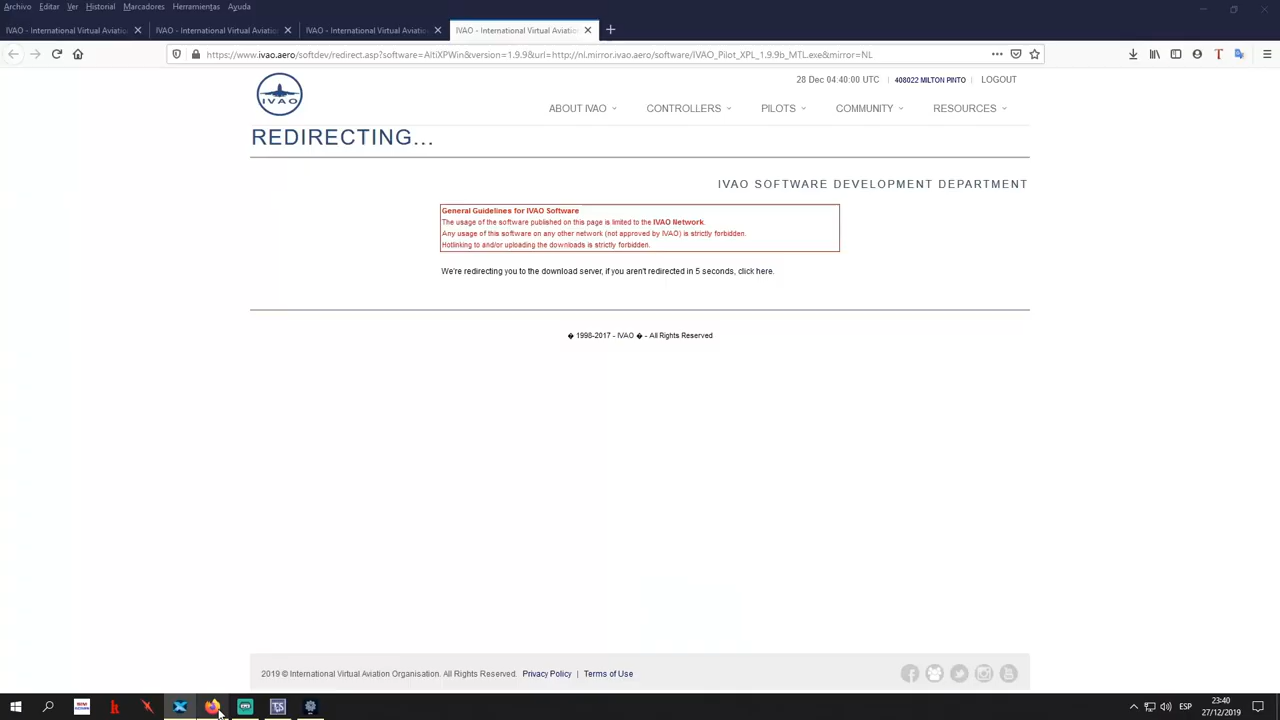 Archivo Editar Ver Historial Marcadores Herramientas Ayuda
IVAO - International Virtual Aviation IVAO - International Virtual Aviatio IVAO - International Virtual Aviatio IVAO - International Virtual Aviatio
https://www.ivao.aero/softdev/redirect.asp?software=AltiXPWin&version=1.9.9&url=http://nl.mirror.ivao.aero/software/IVAO_Pilot_XPL_1.9.9b_MTL.exe&mirror=NL
28 Dec 04:40:00 UTC | 408022 MILTON PINTO | LOGOUT
IVAO
ABOUT IVAO CONTROLLERS PILOTS COMMUNITY RESOURCES
REDIRECTING...
IVAO SOFTWARE DEVELOPMENT DEPARTMENT
General Guidelines for IVAO Software
The usage of the software published on this page is limited to the IVAO Network.
Any usage of this software on any other network (not approved by IVAO) is strictly forbidden.
Hotlinking to and/or uploading the downloads is strictly forbidden.
We're redirecting you to the download server, if you aren't redirected in 5 seconds, click here.
� 1998-2017 - IVAO � - All Rights Reserved
2019 © International Virtual Aviation Organisation. All Rights Reserved. Privacy Policy | Terms of Use
ESP
23:40
27/12/2019